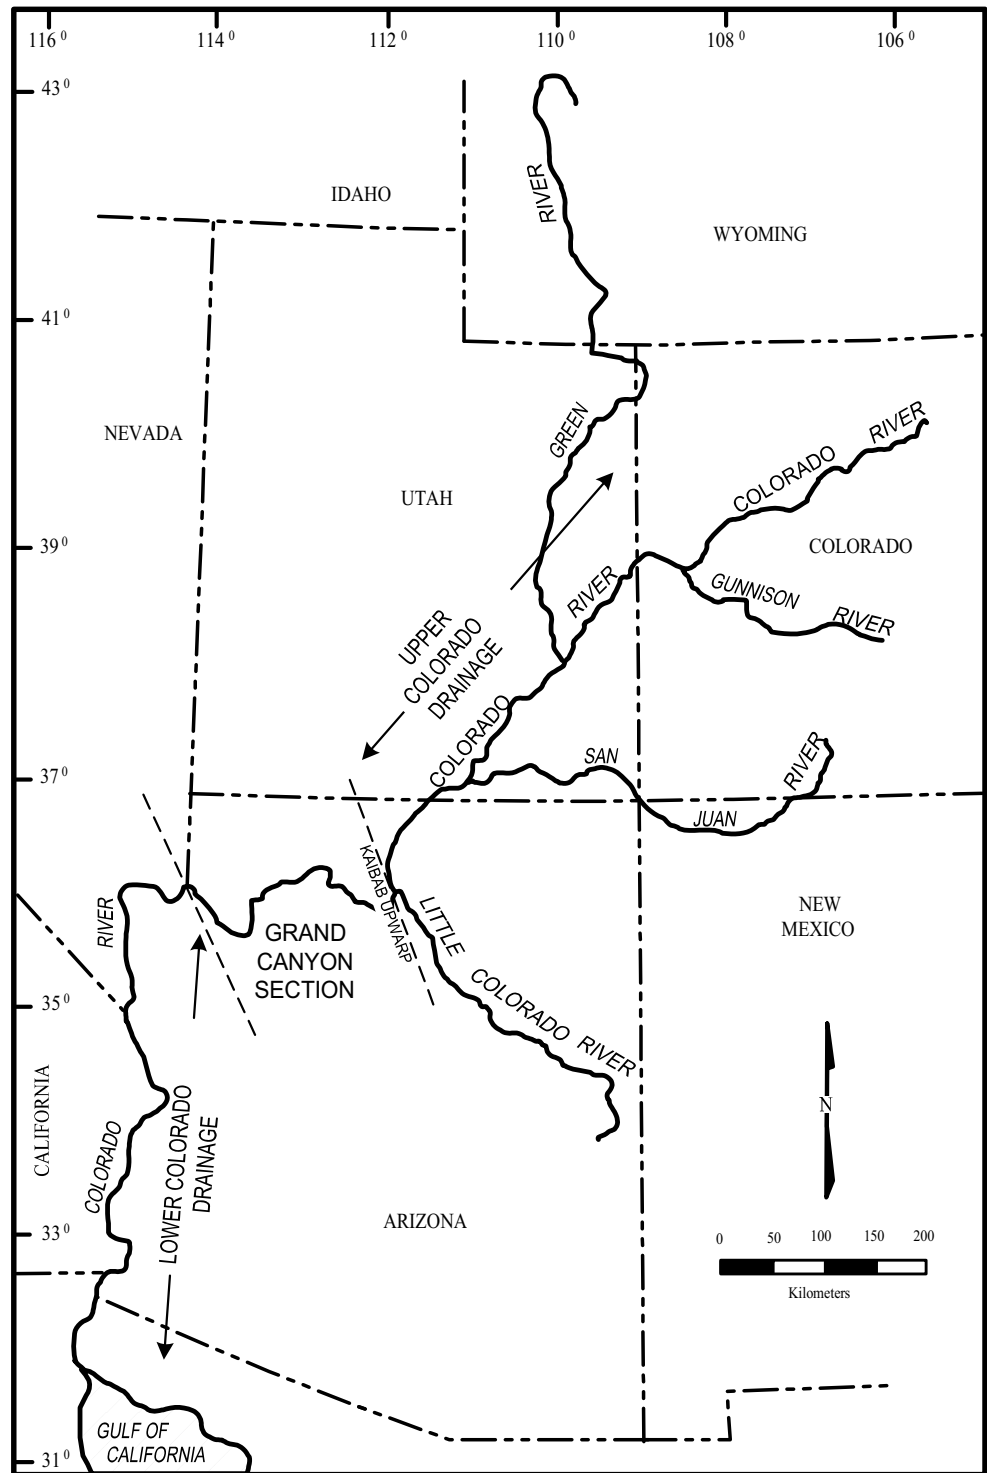 116⁰
114⁰
112⁰
110⁰
108⁰
106⁰
43⁰
41⁰
39⁰
37⁰
35⁰
33⁰
31⁰
IDAHO
RIVER
WYOMING
NEVADA
UTAH
GREEN
COLORADO
RIVER
COLORADO
GUNNISON
RIVER
RIVER
UPPER
COLORADO
DRAINAGE
COLORADO
SAN
JUAN
RIVER
KAIBAB UPWARP
LITTLE
COLORADO
RIVER
GRAND
CANYON
SECTION
NEW
MEXICO
RIVER
CALIFORNIA
COLORADO
LOWER COLORADO
DRAINAGE
ARIZONA
N
0
50
100
150
200
Kilometers
GULF OF
CALIFORNIA